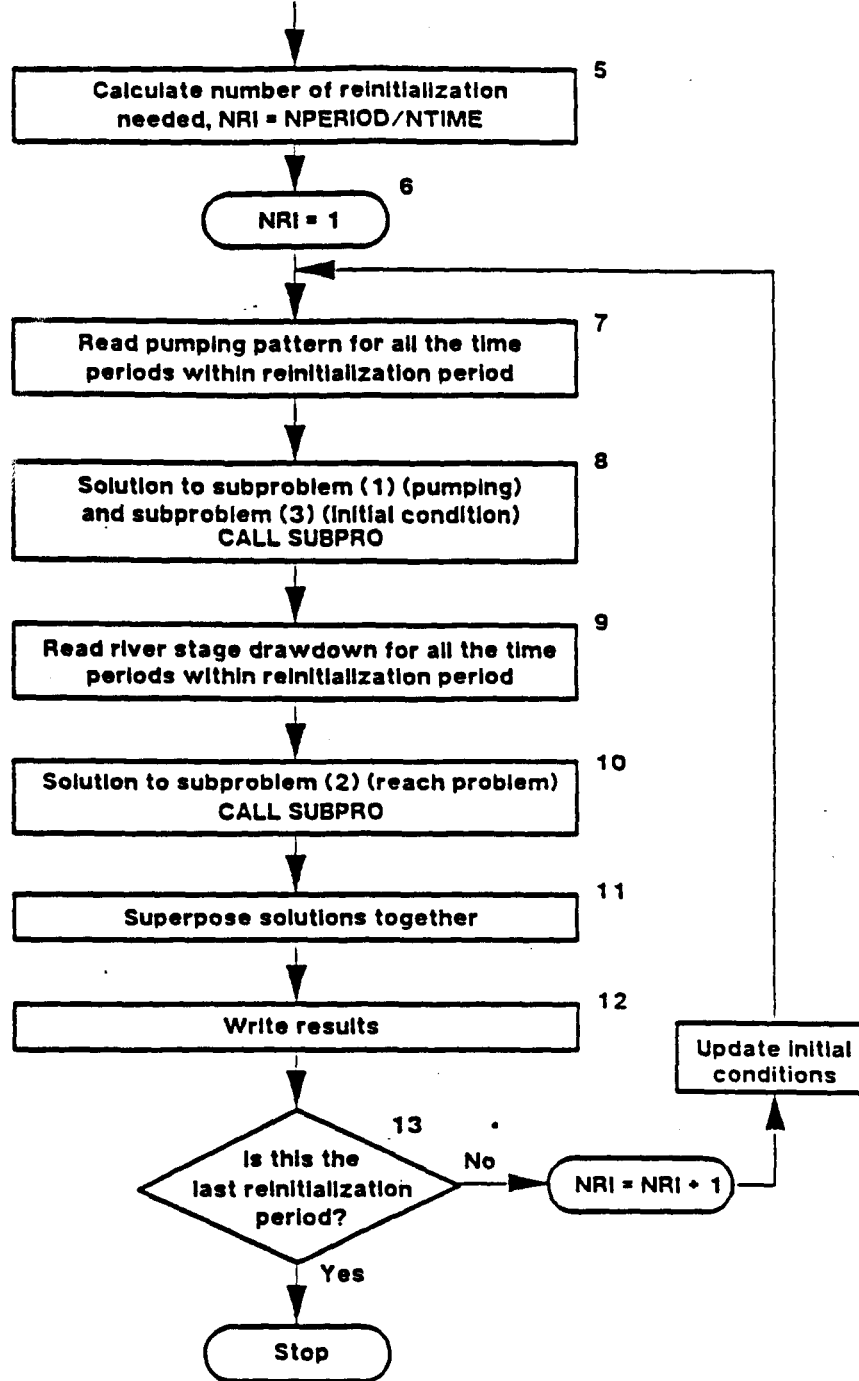 5
Calculate number of reinitialization
needed, NRI = NPERIOD/NTIME
6
NRI = 1
7
Read pumping pattern for all the time
periods within reinitialization period
8
Solution to subproblem (1) (pumping)
and subproblem (3) (initial condition)
CALL SUBPRO
9
Read river stage drawdown for all the time
periods within reinitialization period
10
Solution to subproblem (2) (reach problem)
CALL SUBPRO
11
Superpose solutions together
12
Write results
Update initial
conditions
13
Is this the
last reinitialization
period?
No
NRI = NRI + 1
Yes
Stop